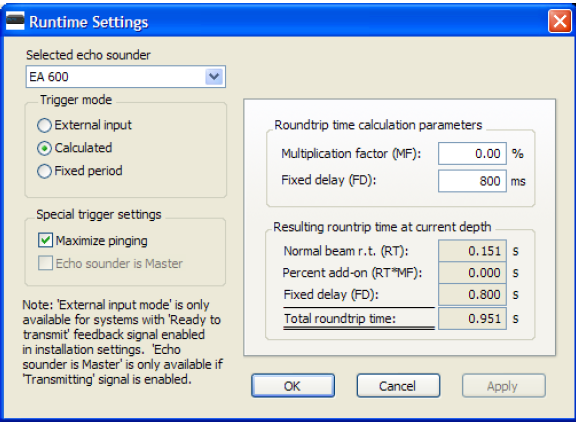 Runtime Settings
Selected echo sounder
EA 600
Trigger mode
External input
Calculated
Fixed period
Special trigger settings
Maximize pinging
Echo sounder is Master
Note: 'External input mode' is only
available for systems with 'Ready to
transmit' feedback signal enabled
in installation settings. 'Echo
sounder is Master' is only available if
'Transmitting' signal is enabled.
Roundtrip time calculation parameters
Multiplication factor (MF): 0.00 %
Fixed delay (FD): 800 ms
Resulting rountrip time at current depth
Normal beam r.t. (RT): 0.151 s
Percent add-on (RT*MF): 0.000 s
Fixed delay (FD): 0.800 s
Total roundtrip time: 0.951 s
OK Cancel Apply